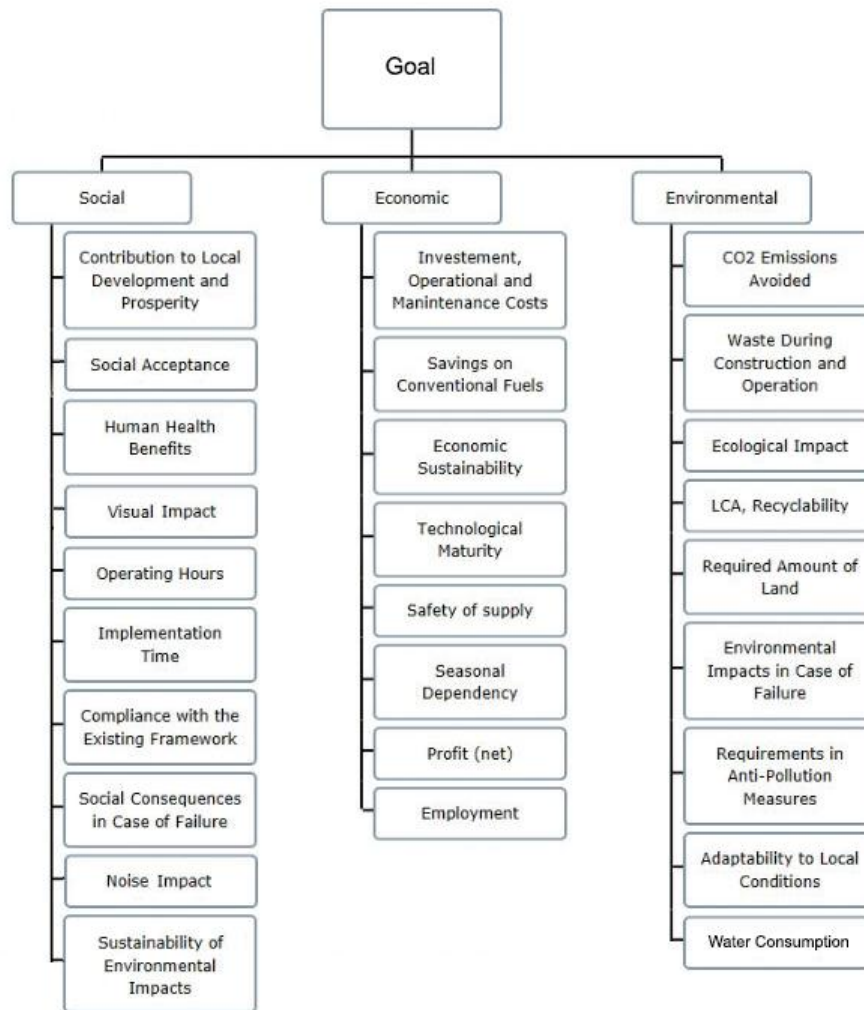 Goal
Social
Contribution to Local
Development and
Prosperity
Social Acceptance
Human Health
Benefits
Visual Impact
Operating Hours
Implementation
Time
Compliance with the
Existing Framework
Social Consequences
in Case of Failure
Noise Impact
Sustainability of
Environmental
Impacts
Economic
Investement,
Operational and
Manintenance Costs
Savings on
Conventional Fuels
Economic
Sustainability
Technological
Maturity
Safety of supply
Seasonal
Dependency
Profit (net)
Employment
Environmental
CO2 Emissions
Avoided
Waste During
Construction and
Operation
Ecological Impact
LCA, Recyclability
Required Amount of
Land
Environmental
Impacts in Case of
Failure
Requirements in
Anti-Pollution
Measures
Adaptability to Local
Conditions
Water Consumption